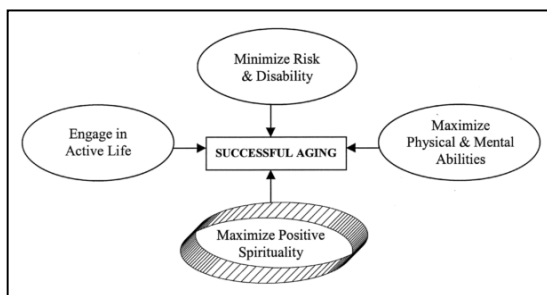 Minimize Risk
& Disability
Engage in
Active Life
SUCCESSFUL AGING
Maximize
Physical & Mental
Abilities
Maximize Positive
Spirituality